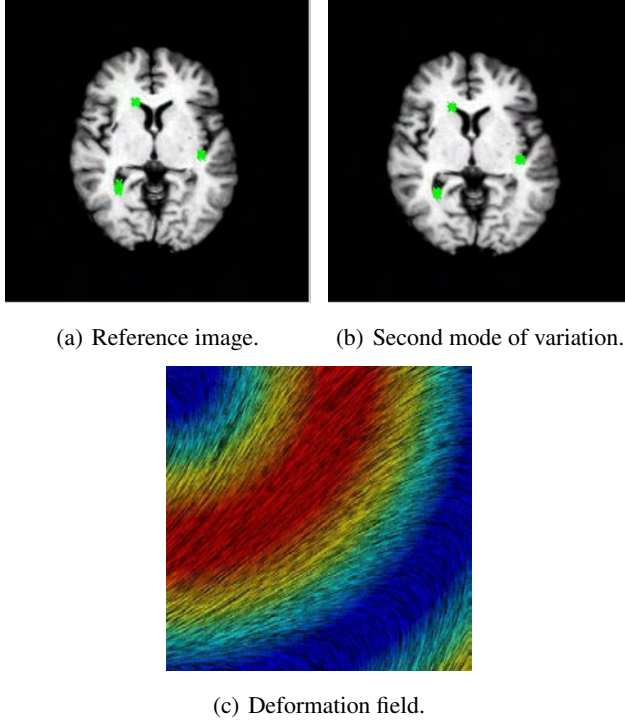 (a) Reference image.
(b) Second mode of variation.
(c) Deformation field.